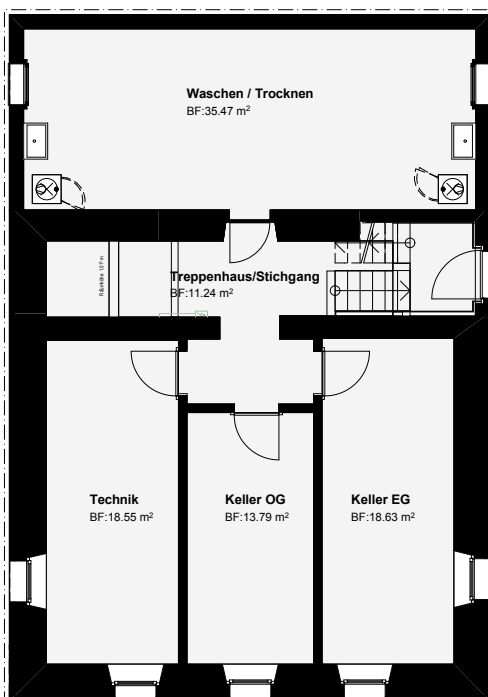 Waschen / Trocknen
BF:35.47 m²
Treppenhaus/Stichgang
BF:11.24 m²
Technik
BF:18.55 m²
Keller OG
BF:13.79 m²
Keller EG
BF:18.63 m²